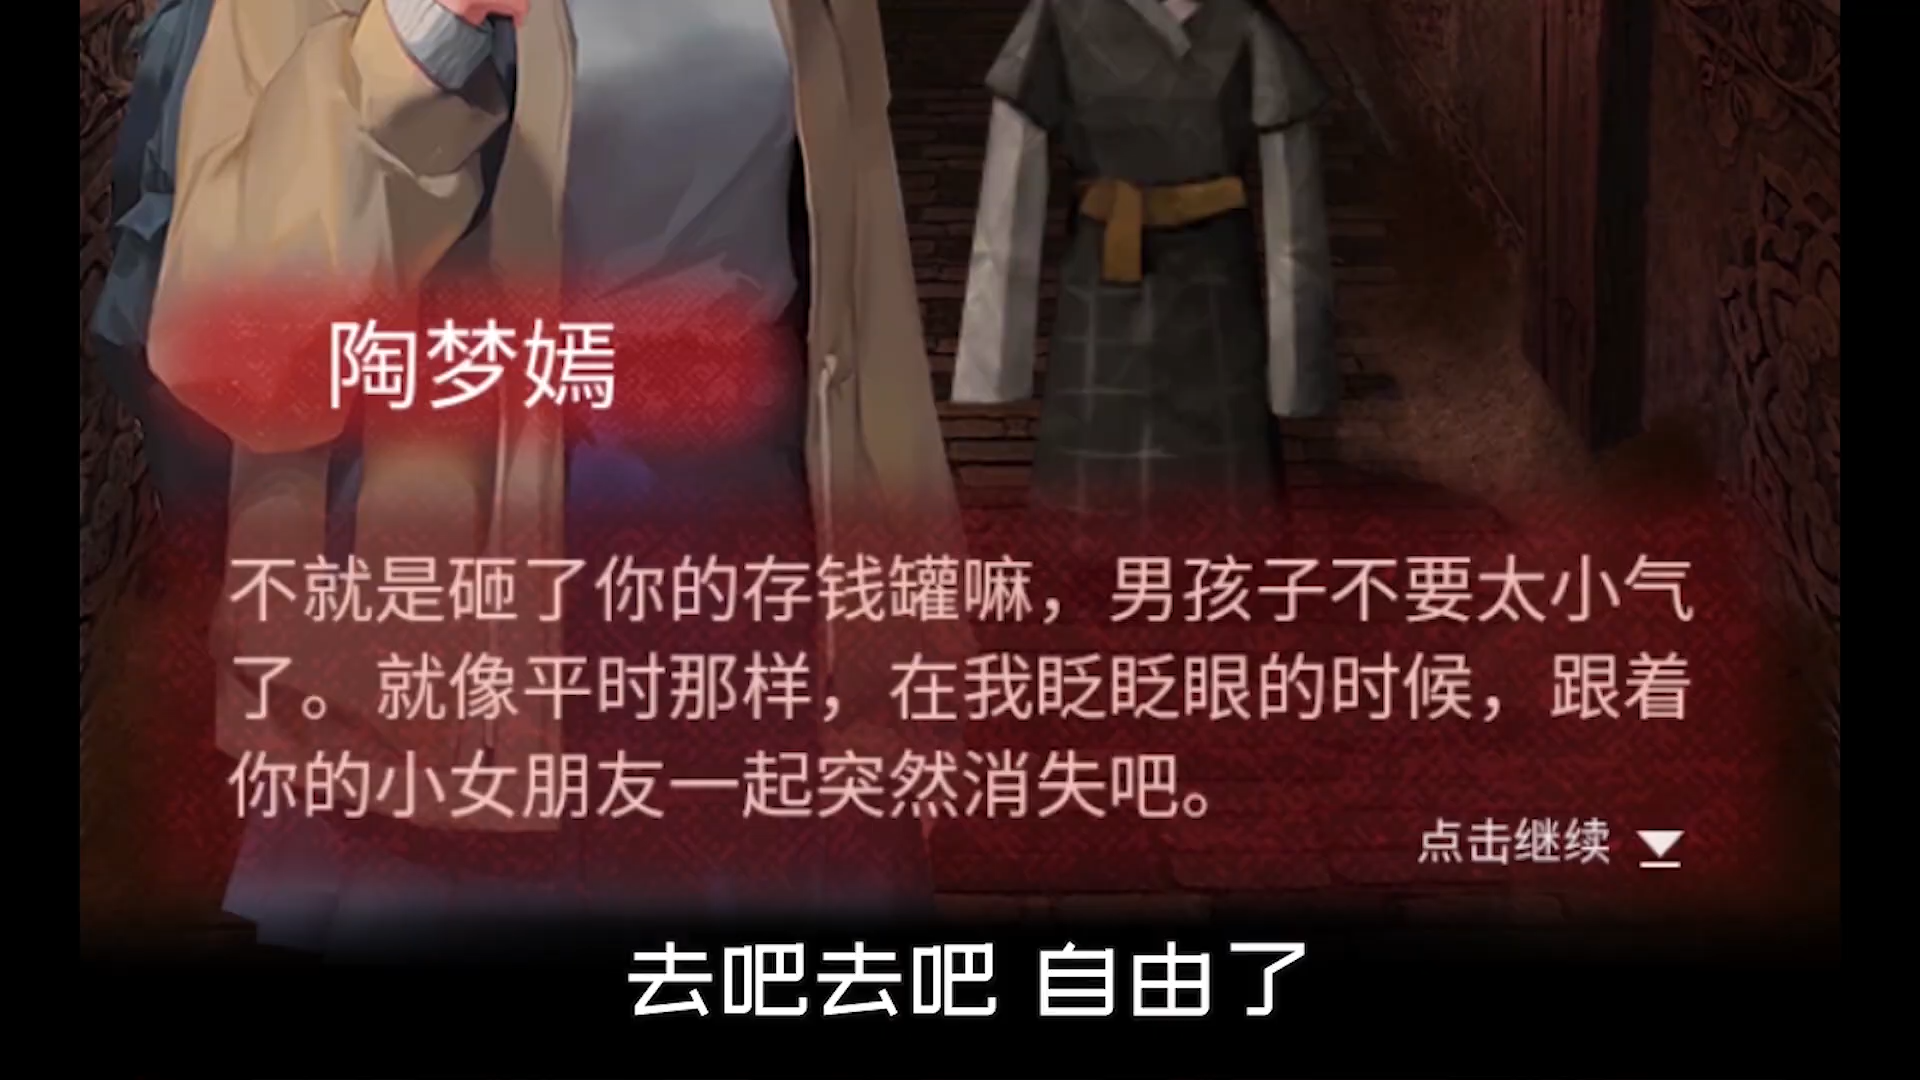 陶梦嫣
不就是砸了你的存钱罐嘛，男孩子不要太小气
了。就像平时那样，在我眨眨眼的时候，跟着
你的小女朋友一起突然消失吧。
点击继续
去吧去吧 自由了